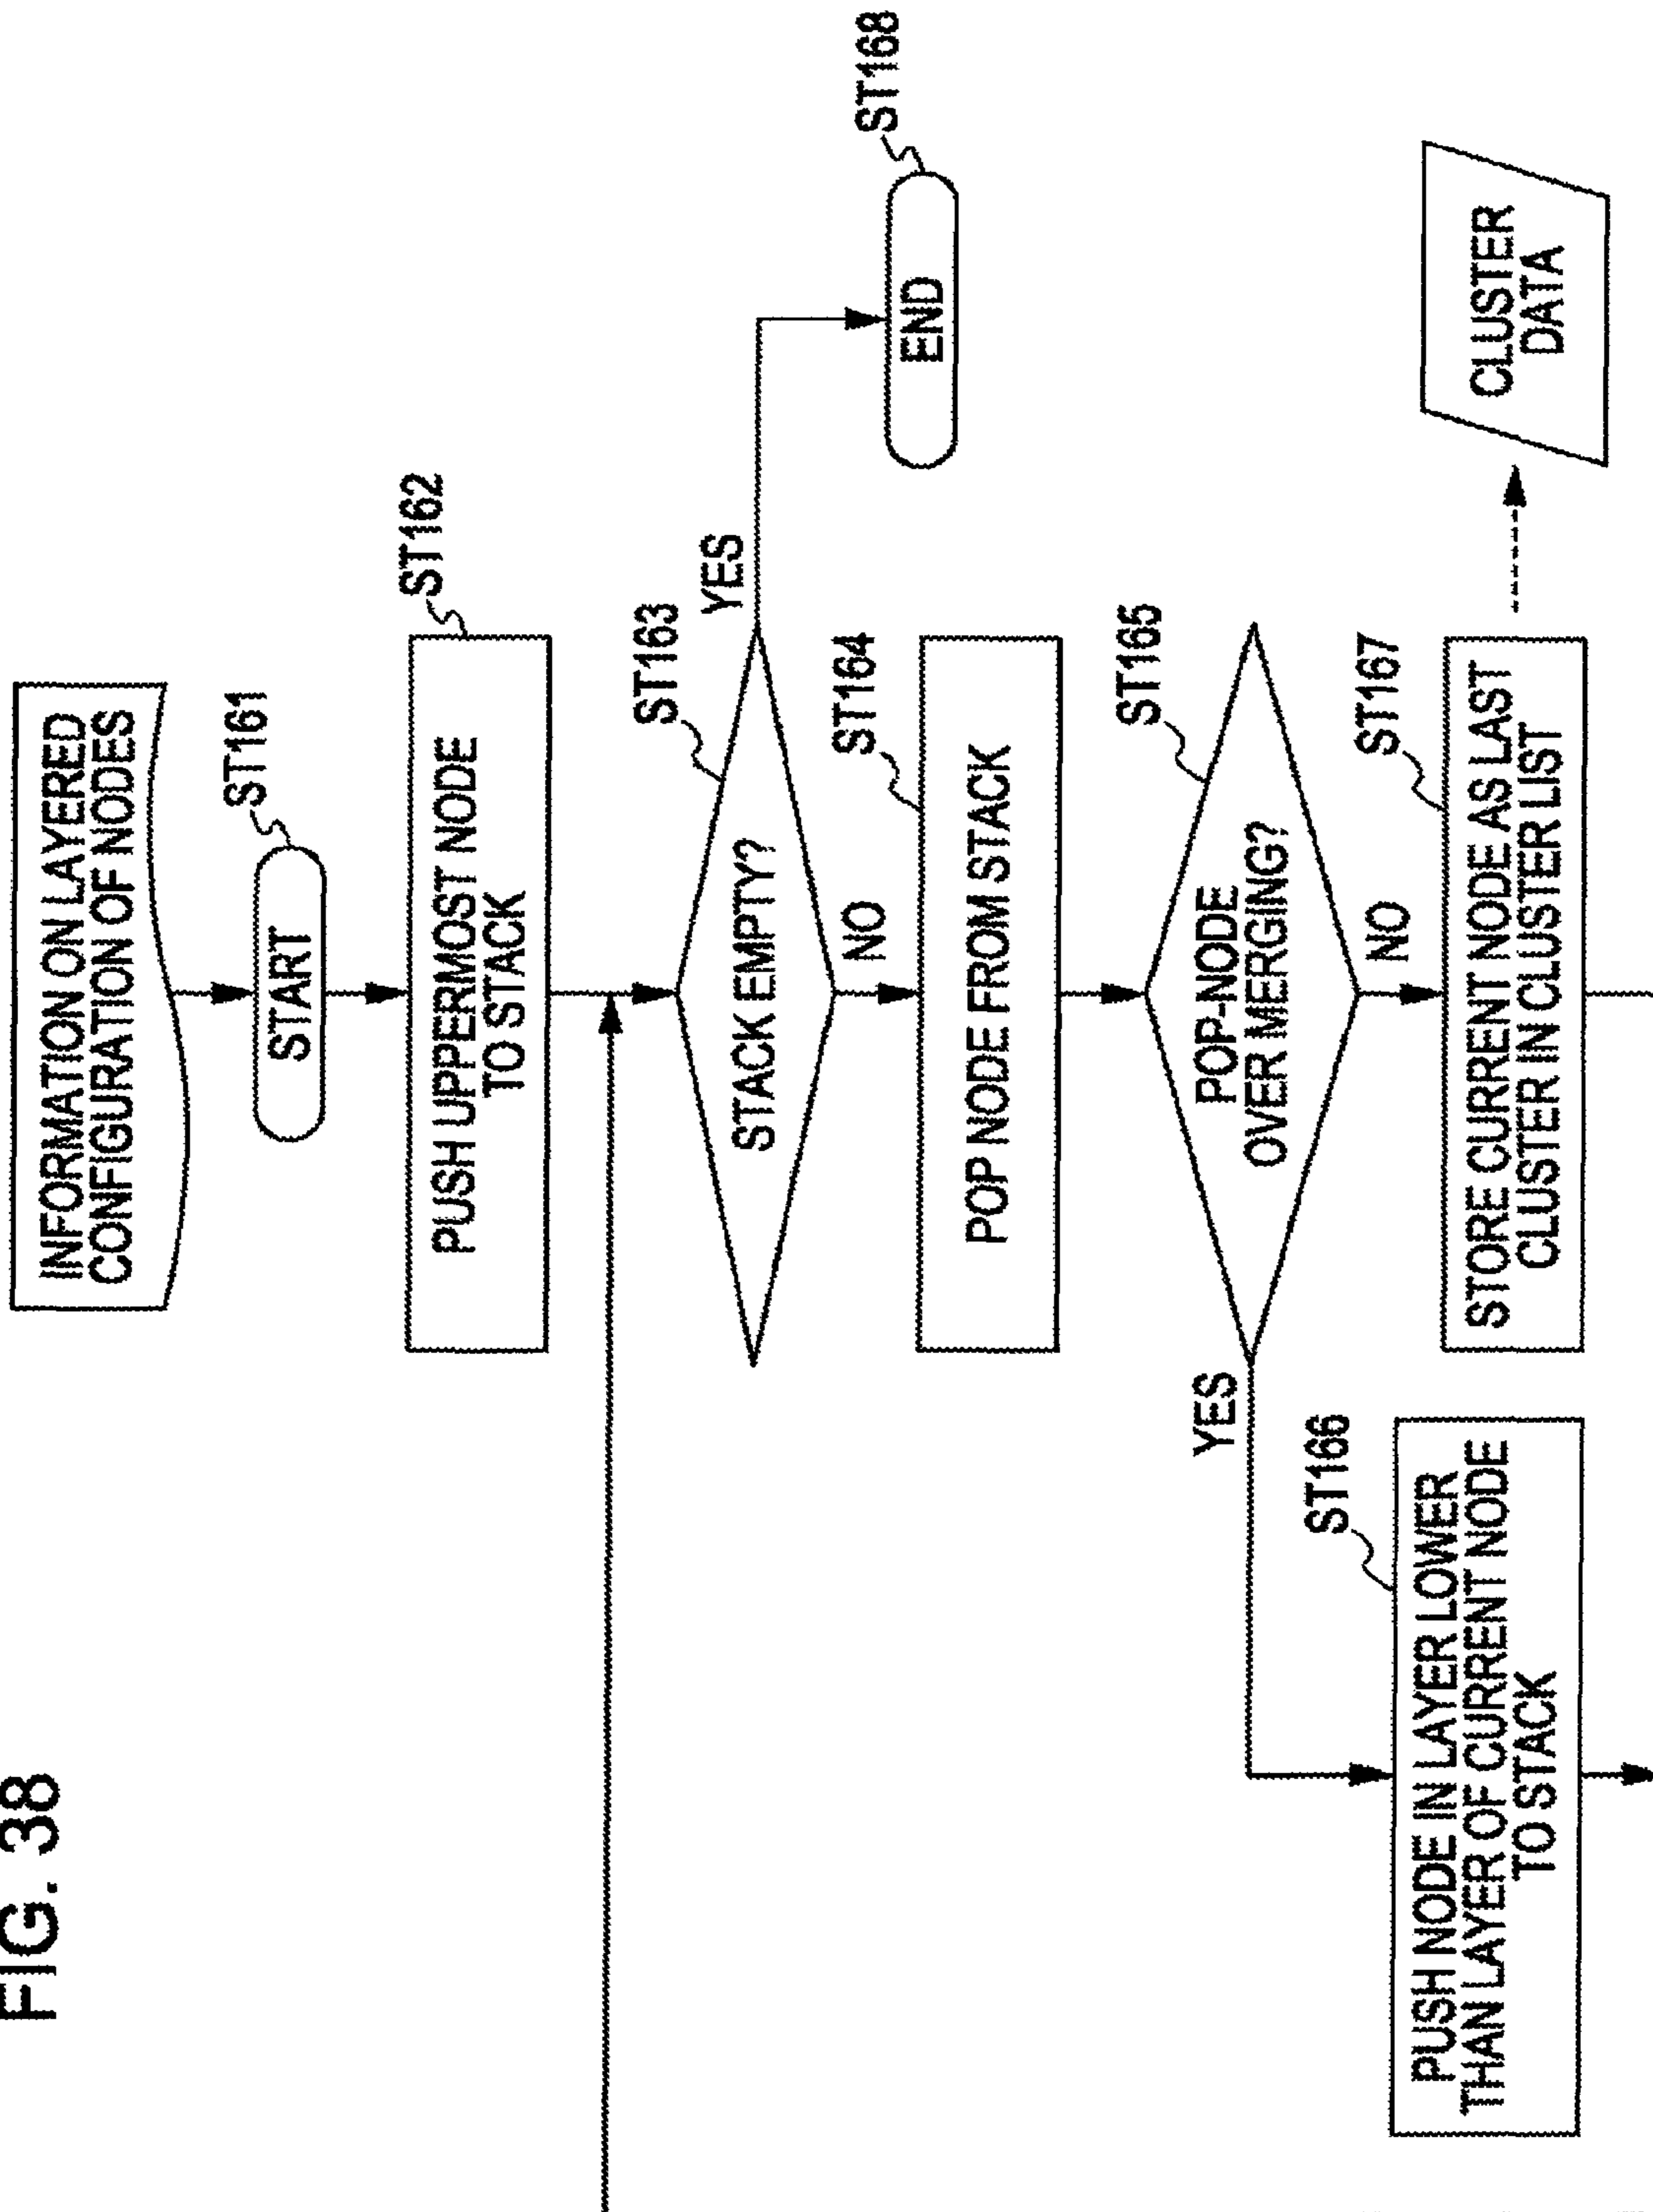 FIG. 38
INFORMATION ON LAYERED
CONFIGURATION OF NODES
START
ST161
PUSH UPPERMOST NODE
TO STACK
ST162
STACK EMPTY?
ST163
YES
NO
END
ST168
POP NODE FROM STACK
ST164
POP-NODE
OVER MERGING?
ST165
YES
NO
PUSH NODE IN LAYER LOWER
THAN LAYER OF CURRENT NODE
TO STACK
ST166
STORE CURRENT NODE AS LAST
CLUSTER IN CLUSTER LIST
ST167
CLUSTER
DATA